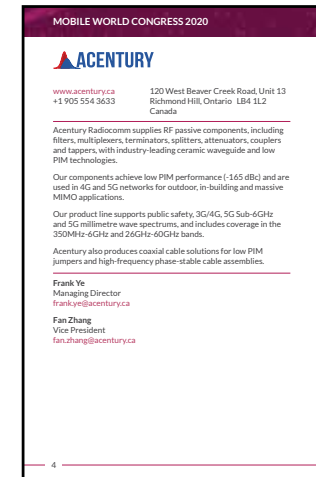 MOBILE WORLD CONGRESS 2020
ACENTURY
www.acentury.ca
+1 905 554 3633
120 West Beaver Creek Road, Unit 13
Richmond Hill, Ontario LB4 1L2
Canada
Acentury Radiocomm supplies RF passive components, including
filters, multiplexers, terminators, splitters, attenuators, couplers
and tappers, with industry-leading ceramic waveguide and low
PIM technologies.
Our components achieve low PIM performance (-165 dBc) and are
used in 4G and 5G networks for outdoor, in-building and massive
MIMO applications.
Our product line supports public safety, 3G/4G, 5G Sub-6GHz
and 5G millimetre wave spectrums, and includes coverage in the
350MHz-6GHz and 26GHz-60GHz bands.
Acentury also produces coaxial cable solutions for low PIM
jumpers and high-frequency phase-stable cable assemblies.
Frank Ye
Managing Director
frank.ye@acentury.ca
Fan Zhang
Vice President
fan.zhang@acentury.ca
4